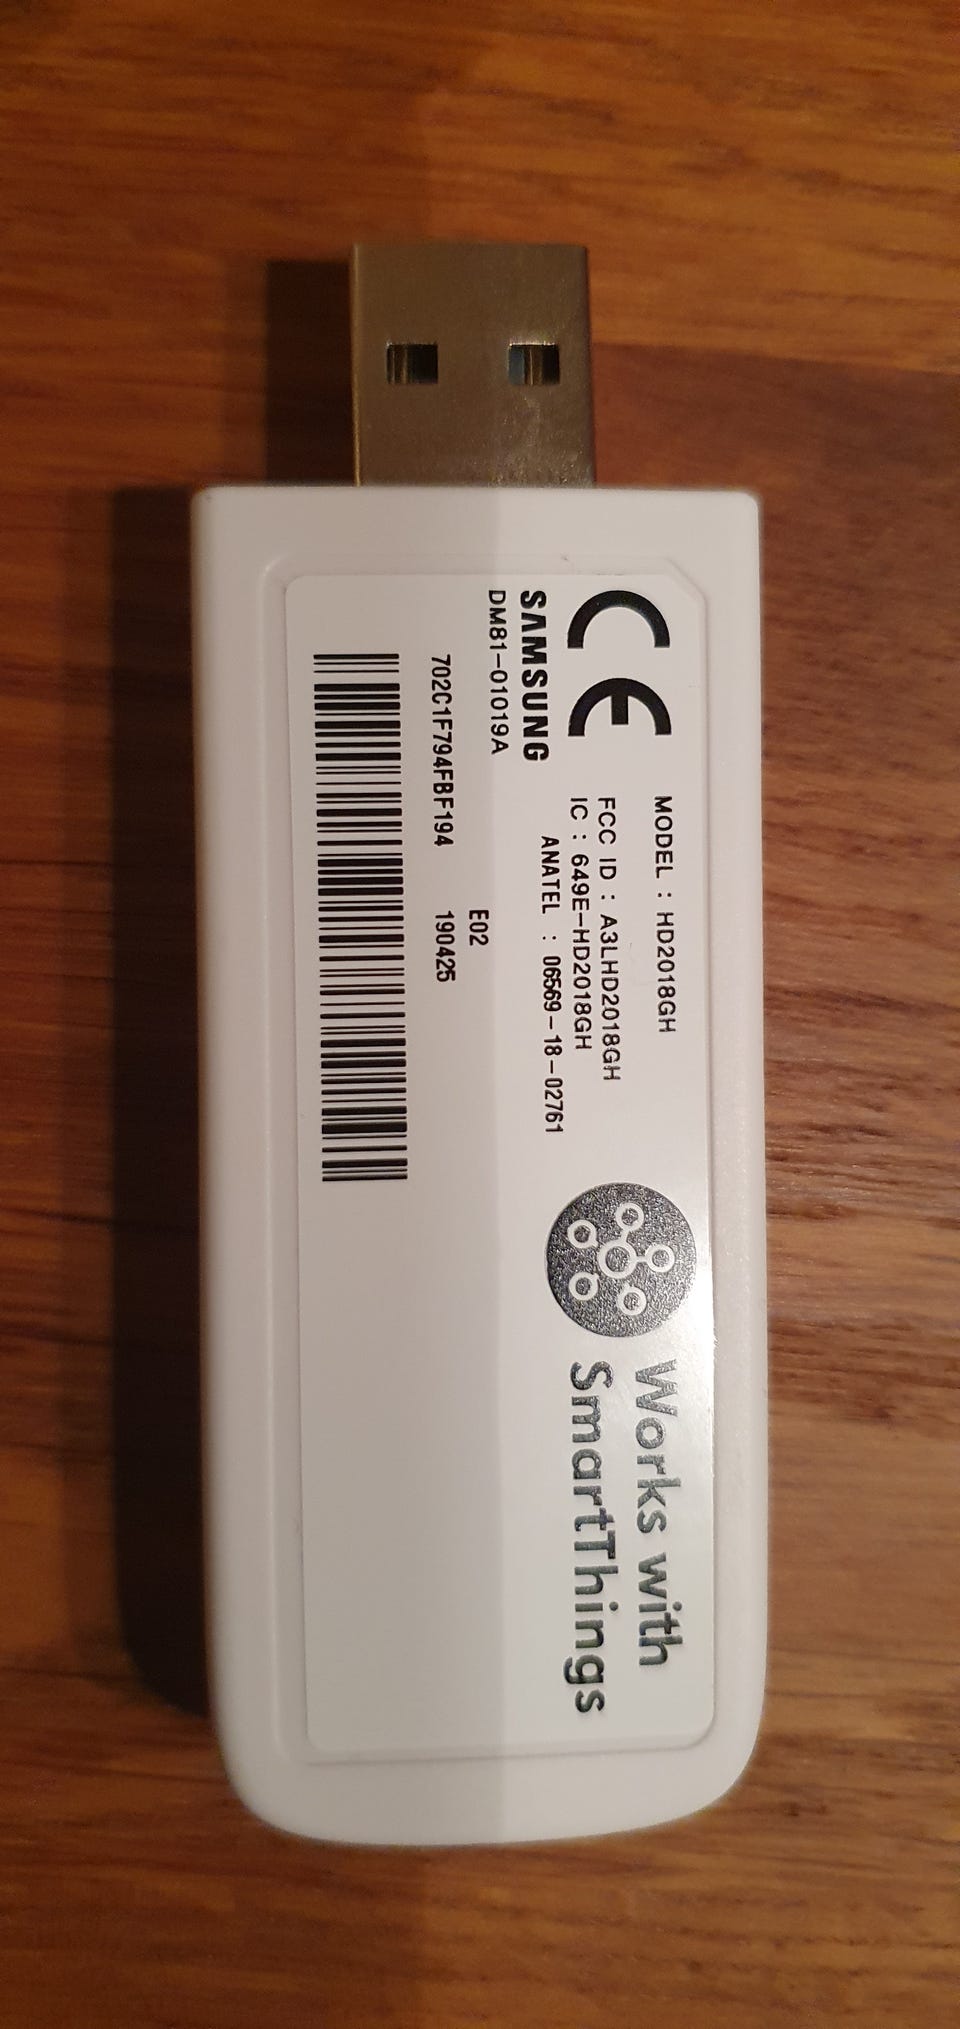 MODEL : HD2018GH
FCC ID : A3LHD2018GH
IC : 649E-HD2018GH
ANATEL : 06569-18-02761
CE
SAMSUNG
DM81-01019A
E02
702C1F794FBF194 190425
Works with
SmartThings